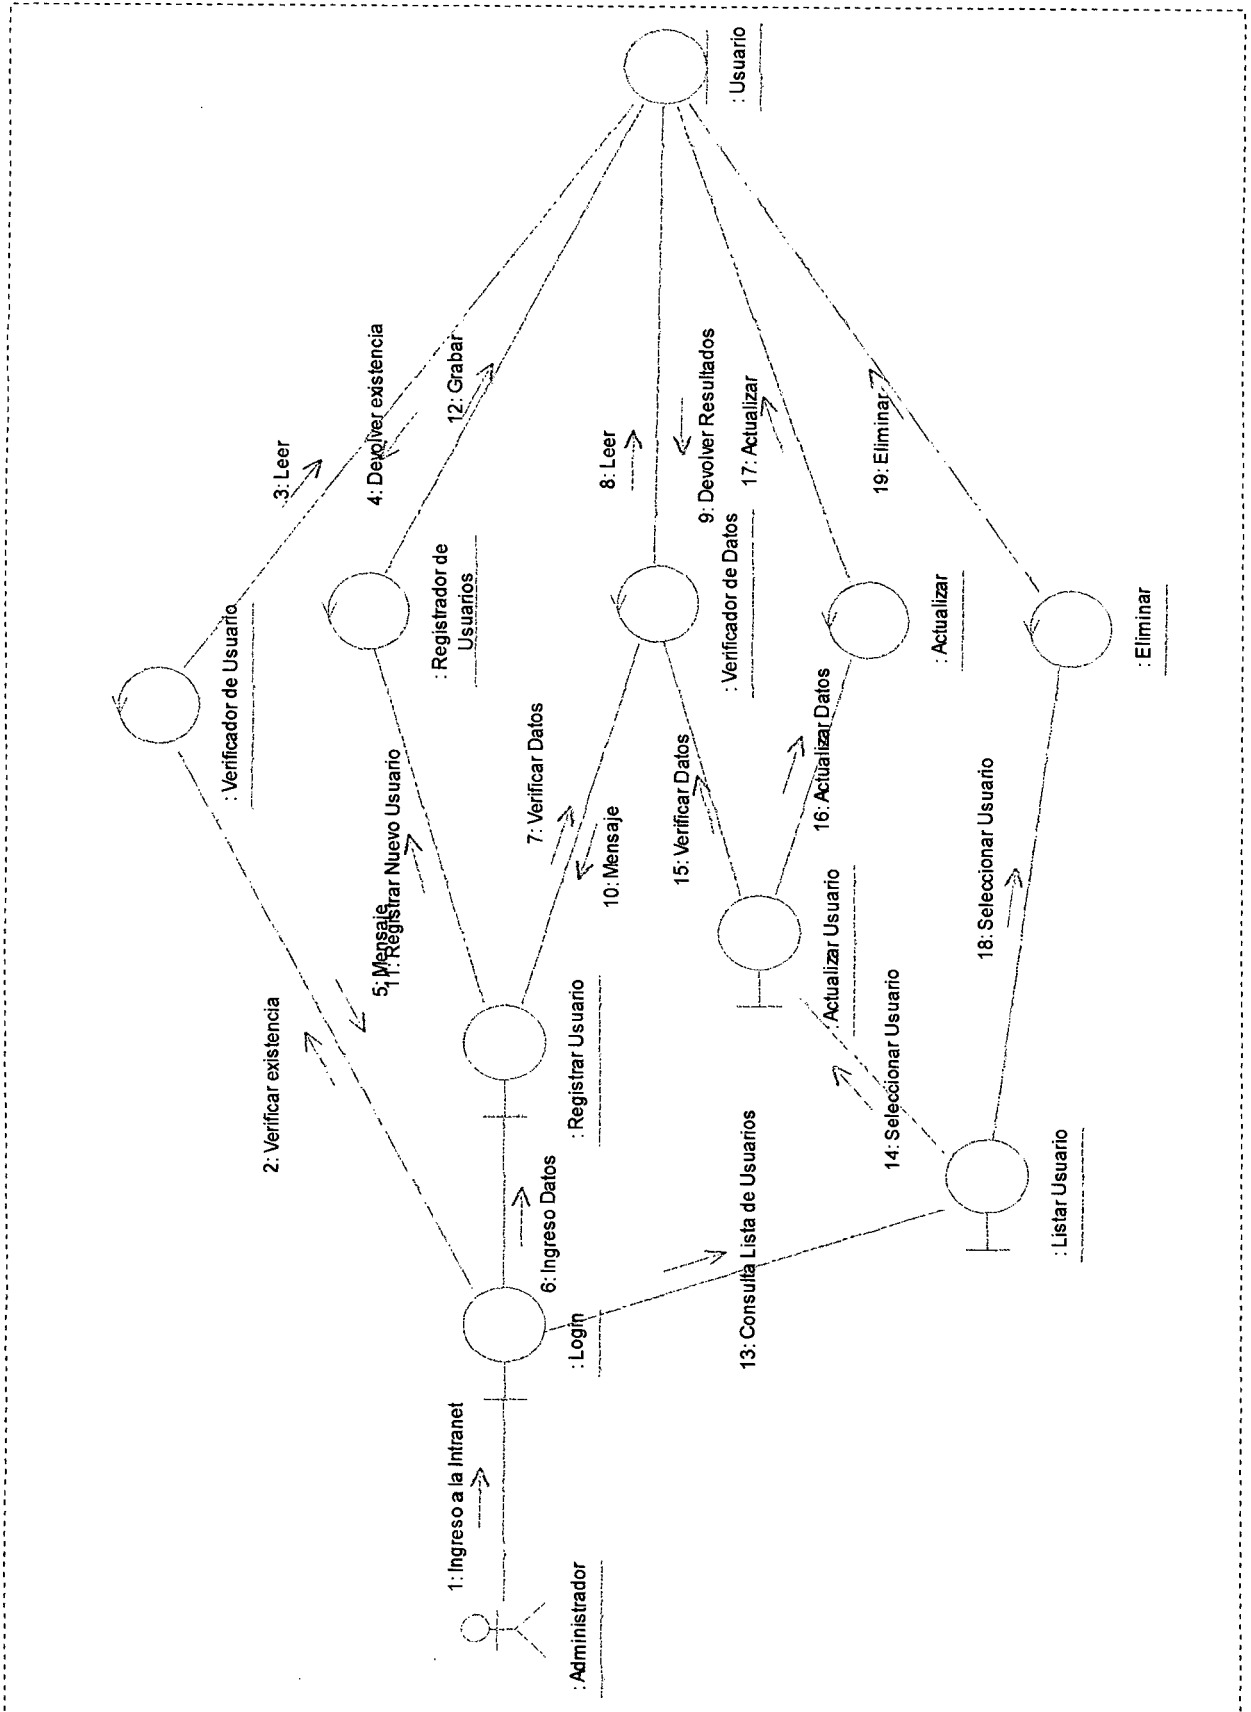 : Administrador
1: Ingreso a la Intranet
: Login
2: Verificar existencia
: Verificador de Usuario
3: Leer
4: Devolver existencia
5: Mensaje
6: Ingreso Datos
: Registrar Usuario
7: Verificar Datos
8: Leer
9: Devolver Resultados
: Verificador de Datos
10: Mensaje
11: Registrar Nuevo Usuario
: Registrador de
Usuarios
12: Grabar
: Usuario
13: Consulta Lista de Usuarios
: Listar Usuario
14: Seleccionar Usuario
: Actualizar Usuario
15: Verificar Datos
16: Actualizar Datos
: Actualizar
17: Actualizar
18: Seleccionar Usuario
: Eliminar
19: Eliminar